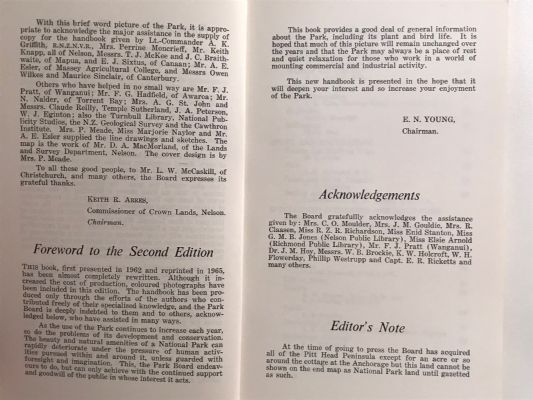 With this brief word picture of the Park, it is appro-
priate to acknowledge the major assistance in the supply of
copy for the handbook given by Lt.-Commander A. K.
Griffith, R.N.Z.N.V.R., Mrs. Perrine Moncrieff, Mr. Keith
Knapp, all of Nelson, Messrs. T. J. McKee and J. C. Braith-
waite, of Mapua, and E. J. Sixtus, of Canaan; Mr. A. E.
Esler, of Massey Agricultural College, and Messrs Owen
Wilkes and Maurice Sinclair, of Canterbury.
Others who have helped in no small way are Mr. F. J.
Pratt, of Wanganui; Mr. F. G. Hadfield, of Awaroa; Mr.
N. Naider, of Torrent Bay; Mrs. A. G. St. John and
Messrs. Claude Reilly, Temple Sutherland, J. A. Peterson,
W. J. Eginton; also the Turnbull Library, National Pub-
licity Studios, the N.Z. Geological Survey and the Cawthron
Institute. Mrs. P. Meade, Miss Marjorie Naylor and Mr.
A. E. Esler supplied the line drawings and sketches. The
map is the work of Mr. D. A. MacMorland, of the Lands
and Survey Department, Nelson. The cover design is by
Mrs. P. Meade.
To all these good people, to Mr. L. W. McCaskill, of
Christchurch, and many others, the Board expresses its
grateful thanks.
KEITH R. ABRES,
Commissioner of Crown Lands, Nelson.
Chairman.
Foreword to the Second Edition
THIS book, first presented in 1962 and reprinted in 1965,
has been almost completely rewritten. Although it in-
creased the cost of production, coloured photographs have
been included in this edition. The handbook has been pro-
duced only through the efforts of the authors who con-
tributed freely of their specialised knowledge, and the Park
Board is deeply indebted to them and to others, acknow-
ledged below, who have assisted in many ways.
As the use of the Park continues to increase each year,
so do the problems of its development and conservation.
The beauty and natural amenities of a National Park can
rapidly deteriorate under the pressure of human activ-
ities pursued within and around it, unless guarded with
foresight and imagination. This, the Park Board endeav-
ours to do, but can only achieve with the continued support
and goodwill of the public in whose interest it acts.
This book provides a good deal of general information
about the Park, including its plant and bird life. It is
hoped that much of this picture will remain unchanged over
the years and that the Park may always be a place of rest
and quiet relaxation for those who work in a world of
mounting commercial and industrial activity.
This new handbook is presented in the hope that it
will deepen your interest and so increase your enjoyment
of the Park.
E. N. YOUNG,
Chairman.
Acknowledgements
The Board gratefully acknowledges the assistance
given by: Mrs. C. O. Moulder, Mrs. J. M. Gouldie, Mrs. R.
Claasen, Miss R. Z. R. Richardson, Miss Enid Stanton, Miss
G. M. B. Jones (Nelson Public Library), Miss Elsie Arnold
(Richmond Public Library), Mr. F. J. Pratt (Wanganui),
Dr. J. M. Hoy, Messrs. W. B. Brockie, K. W. Holcroft, W. H.
Flowerday, Phillip Westrupp and Capt. E. R. Ricketts and
many others.
Editor's Note
At the time of going to press the Board has acquired
all of the Pitt Head Peninsula except for an acre or so
around the cottage at the Anchorage but this land cannot be
shown on the end map as National Park land until gazetted
as such.